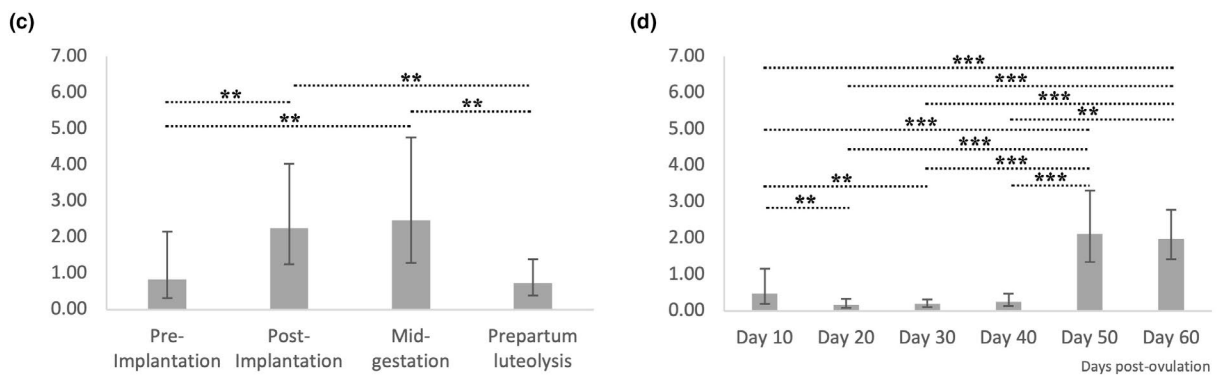 (c)
7.00
6.00
5.00
4.00
3.00
2.00
1.00
0.00
**
**
**
**
Pre-
Implantation
Post-
Implantation
Mid-
gestation
Prepartum
luteolysis
(d)
7.00
6.00
5.00
4.00
3.00
2.00
1.00
0.00
***
***
***
**
***
***
***
***
**
**
Day 10
Day 20
Day 30
Day 40
Day 50
Day 60
Days post-ovulation